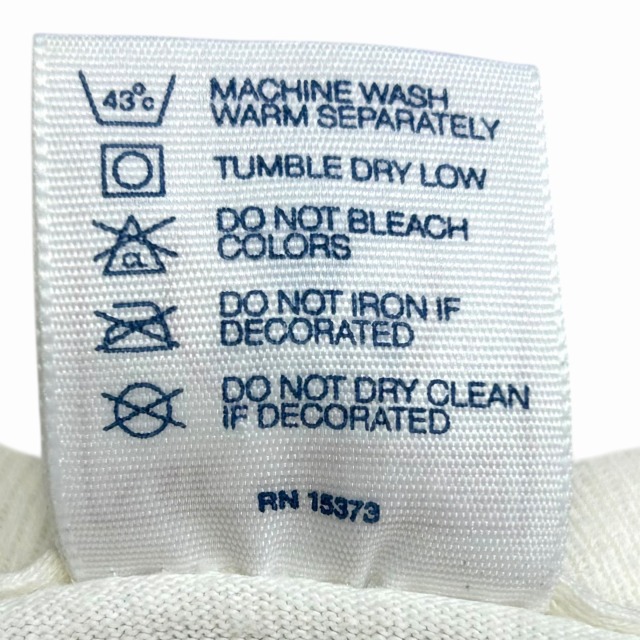 43°c
MACHINE WASH
WARM SEPARATELY
TUMBLE DRY LOW
cl
DO NOT BLEACH
COLORS
DO NOT IRON IF
DECORATED
DO NOT DRY CLEAN
IF DECORATED
RN 15373